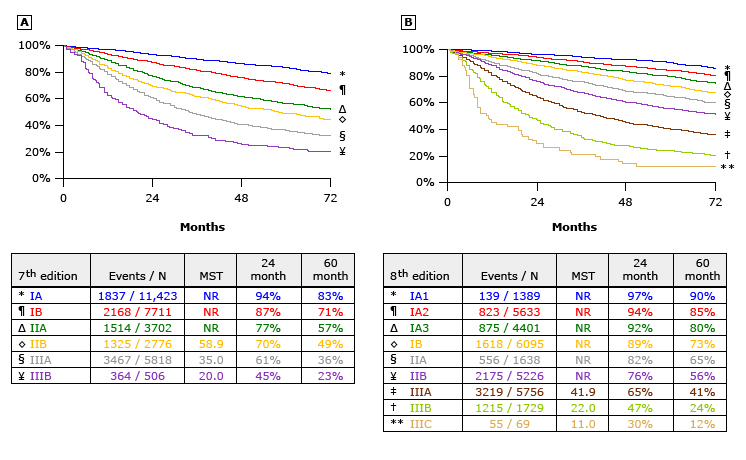 A
100%
80%
60%
40%
20%
0%
*
¶
Δ
◇
§
¥
0
24
48
72
Months
B
100%
80%
60%
40%
20%
0%
*
¶
Δ
◇
§
¥
‡
†
**
0
24
48
72
Months
7th edition Events / N MST 24 month 60 month
* IA 1837 / 11,423 NR 94% 83%
¶ IB 2168 / 7711 NR 87% 71%
Δ IIA 1514 / 3702 NR 77% 57%
◇ IIB 1325 / 2776 58.9 70% 49%
§ IIIA 3467 / 5818 35.0 61% 36%
¥ IIIB 364 / 506 20.0 45% 23%
8th edition Events / N MST 24 month 60 month
* IA1 139 / 1389 NR 97% 90%
¶ IA2 823 / 5633 NR 94% 85%
Δ IA3 875 / 4401 NR 92% 80%
◇ IB 1618 / 6095 NR 89% 73%
§ IIA 556 / 1638 NR 82% 65%
¥ IIB 2175 / 5226 NR 76% 56%
‡ IIIA 3219 / 5756 41.9 65% 41%
† IIIB 1215 / 1729 22.0 47% 24%
** IIIC 55 / 69 11.0 30% 12%